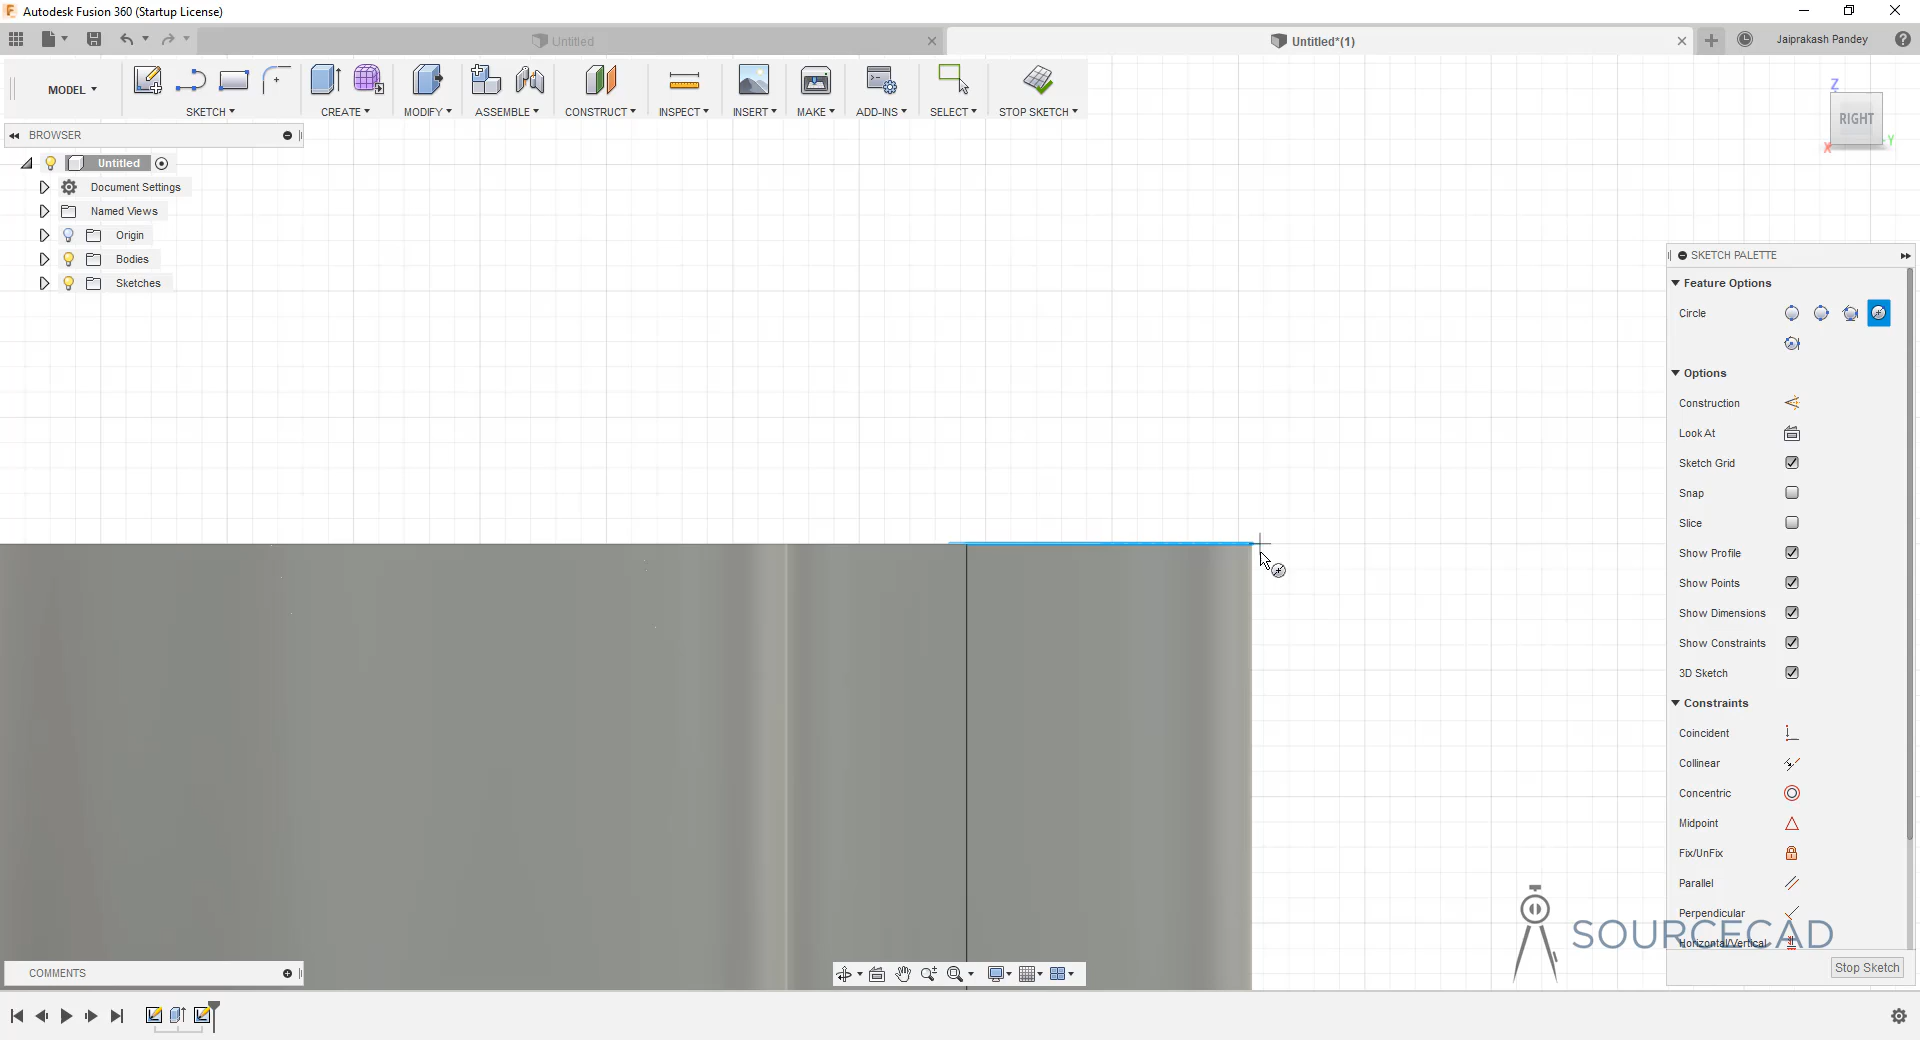 Autodesk Fusion 360 (Startup License)
Untitled
Untitled*(1)
Jaiprakash Pandey
MODEL
SKETCH
CREATE
MODIFY
ASSEMBLE
CONSTRUCT
INSPECT
INSERT
MAKE
ADD-INS
SELECT
STOP SKETCH
Z
RIGHT
Y
X
BROWSER
Untitled
Document Settings
Named Views
Origin
Bodies
Sketches
SKETCH PALETTE
Feature Options
Circle
Options
Construction
Look At
Sketch Grid
Snap
Slice
Show Profile
Show Points
Show Dimensions
Show Constraints
3D Sketch
Constraints
Coincident
Collinear
Concentric
Midpoint
Fix/UnFix
Parallel
Perpendicular
Horizontal/Vertical
SOURCECAD
Stop Sketch
COMMENTS